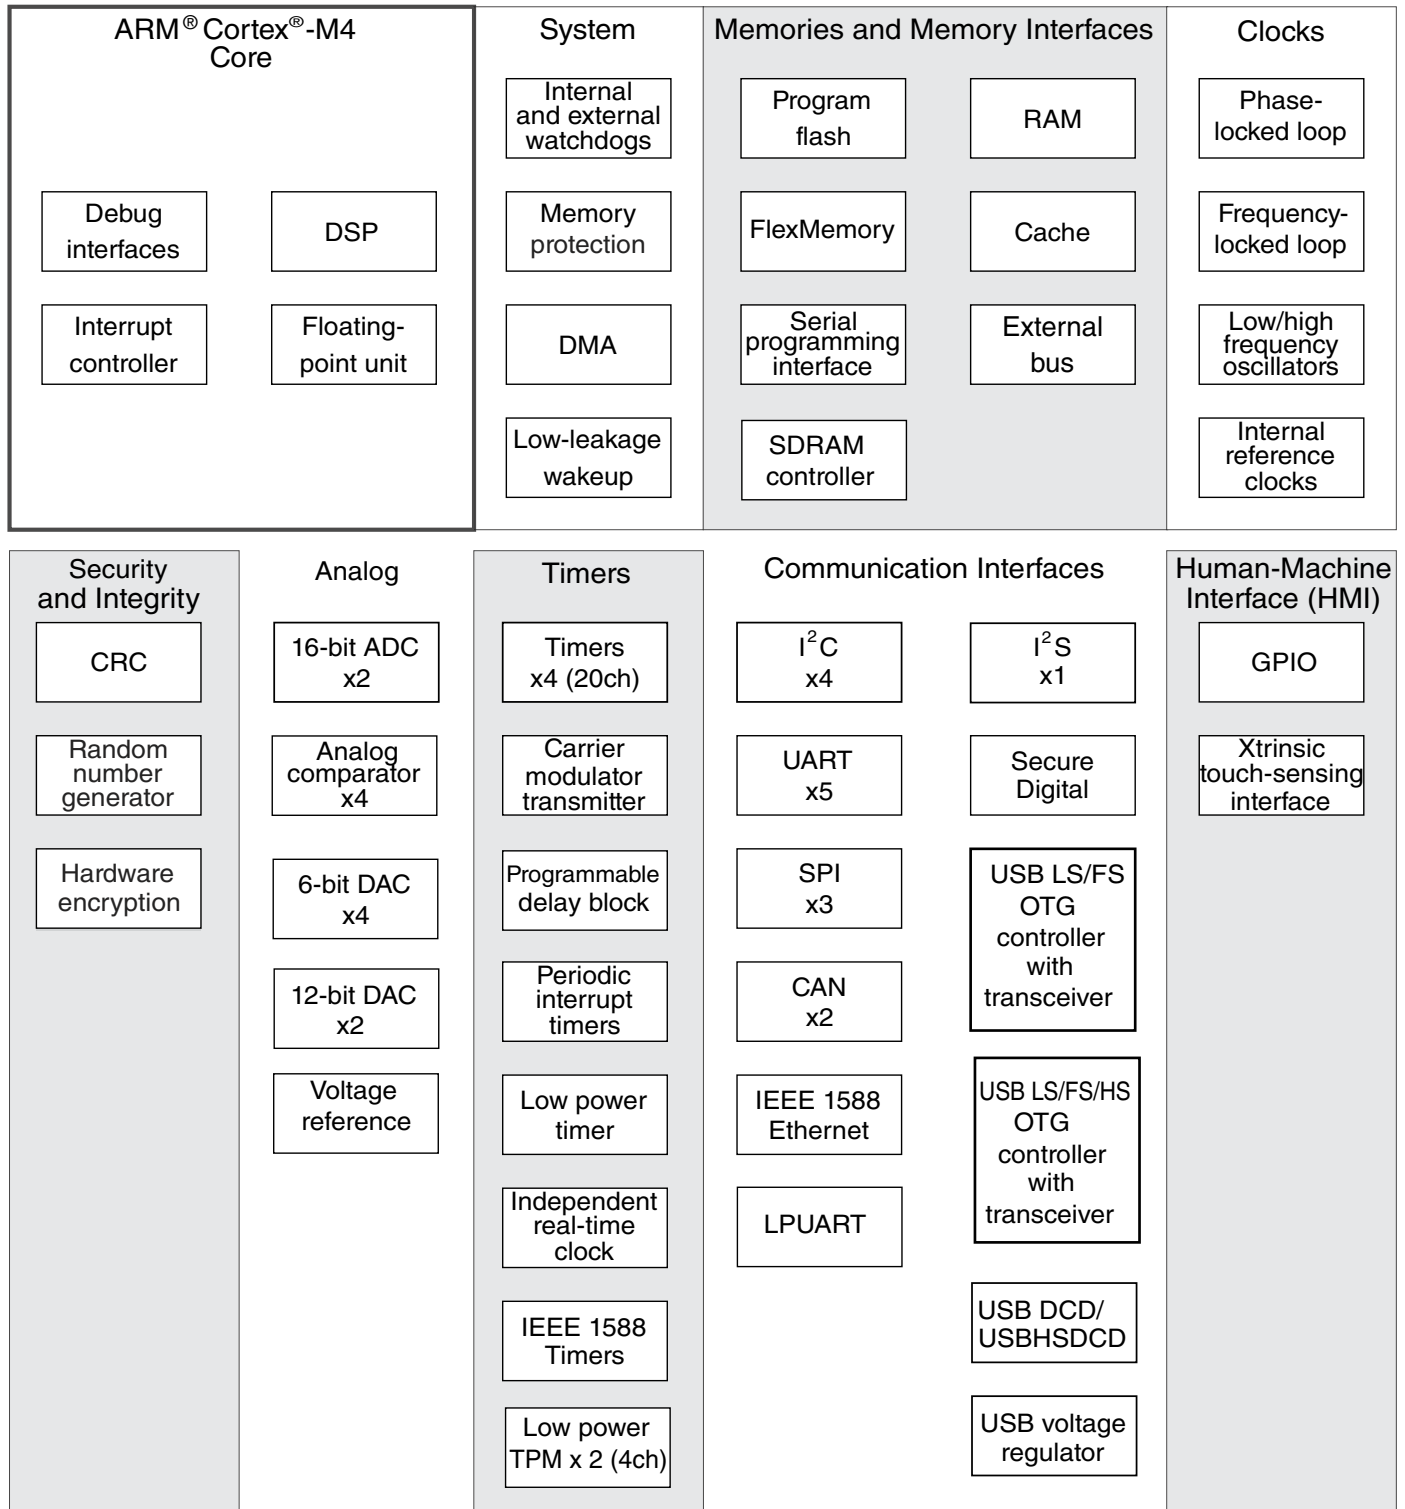 ARM® Cortex®-M4
Core
Debug
interfaces
DSP
Interrupt
controller
Floating-
point unit
System
Internal
and external
watchdogs
Memory
protection
DMA
Low-leakage
wakeup
Memories and Memory Interfaces
Program
flash
RAM
FlexMemory
Cache
Serial
programming
interface
External
bus
SDRAM
controller
Clocks
Phase-
locked loop
Frequency-
locked loop
Low/high
frequency
oscillators
Internal
reference
clocks
Security
and Integrity
CRC
Random
number
generator
Hardware
encryption
Analog
16-bit ADC
x2
Analog
comparator
x4
6-bit DAC
x4
12-bit DAC
x2
Voltage
reference
Timers
Timers
x4 (20ch)
Carrier
modulator
transmitter
Programmable
delay block
Periodic
interrupt
timers
Low power
timer
Independent
real-time
clock
IEEE 1588
Timers
Low power
TPM x 2 (4ch)
Communication Interfaces
I²C
x4
I²S
x1
UART
x5
Secure
Digital
SPI
x3
USB LS/FS
OTG
controller
with
transceiver
CAN
x2
IEEE 1588
Ethernet
USB LS/FS/HS
OTG
controller
with
transceiver
LPUART
USB DCD/
USBHSDCD
USB voltage
regulator
Human-Machine
Interface (HMI)
GPIO
Xtrinsic
touch-sensing
interface